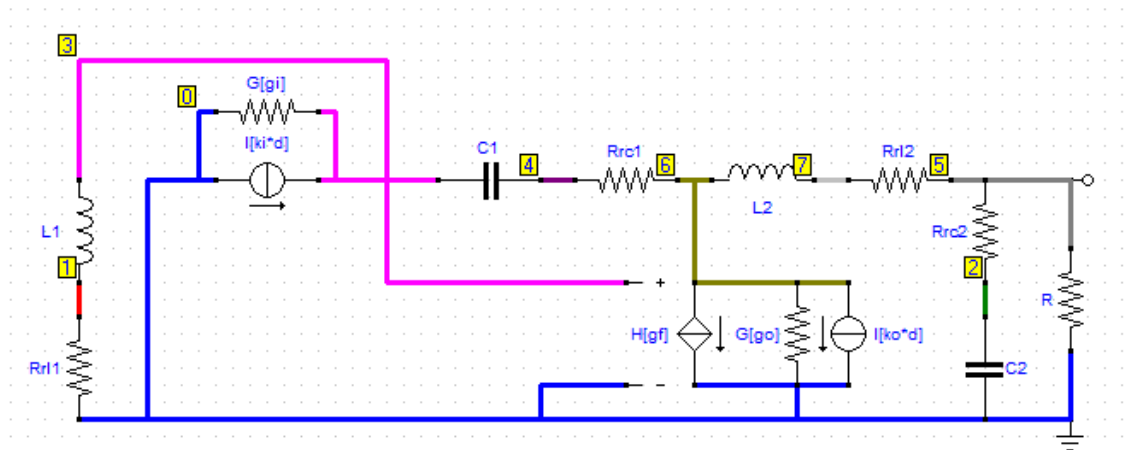 3
G[gi]
0
I[ki*d]
C1
4
Rrc1
6
7
Rrl2
5
L2
L1
Rrc2
1
2
+
R
H[gf]
G[go]
I[ko*d]
Rrl1
C2
-